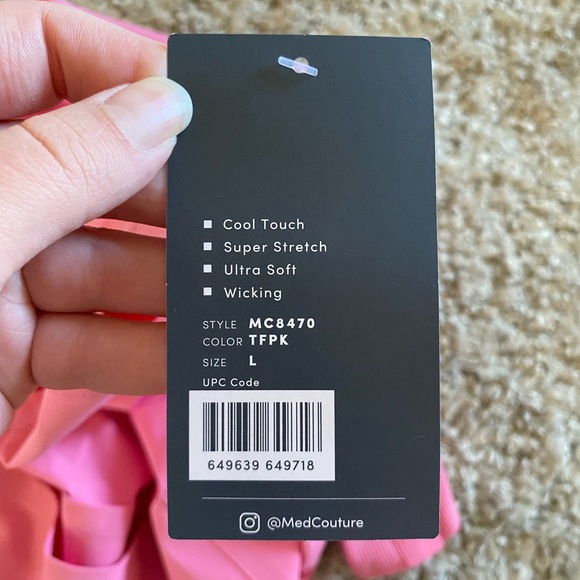 Cool Touch
Super Stretch
Ultra Soft
Wicking
STYLE MC8470
COLOR TFPK
SIZE L
UPC Code
649639 649718
@MedCouture